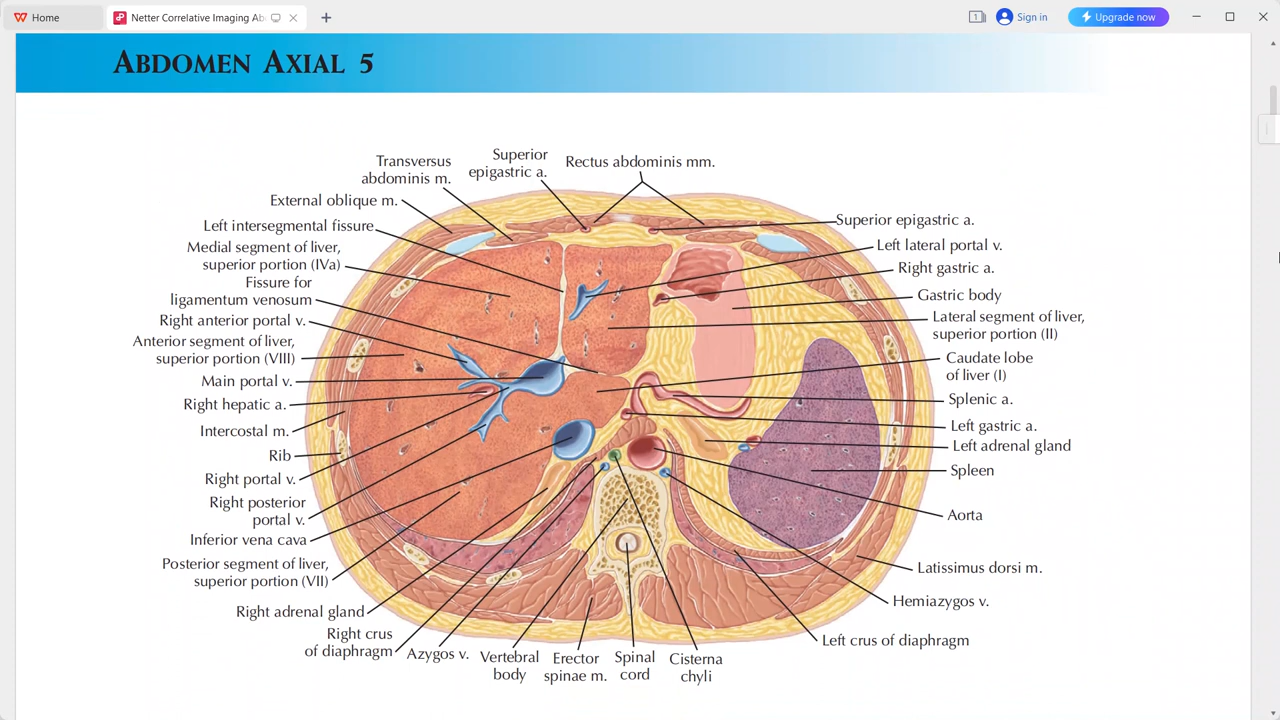 Home
Netter Correlative Imaging Ab
1
Sign in
Upgrade now
ABDOMEN AXIAL 5
Transversus
abdominis m.
Superior
epigastric a.
Rectus abdominis mm.
External oblique m.
Left intersegmental fissure
Medial segment of liver,
superior portion (IVa)
Fissure for
ligamentum venosum
Right anterior portal v.
Anterior segment of liver,
superior portion (VIII)
Main portal v.
Right hepatic a.
Intercostal m.
Rib
Right portal v.
Right posterior
portal v.
Inferior vena cava
Posterior segment of liver,
superior portion (VII)
Right adrenal gland
Right crus
of diaphragm
Azygos v.
Vertebral
body
Erector
spinae m.
Spinal
cord
Cisterna
chyli
Superior epigastric a.
Left lateral portal v.
Right gastric a.
Gastric body
Lateral segment of liver,
superior portion (II)
Caudate lobe
of liver (I)
Splenic a.
Left gastric a.
Left adrenal gland
Spleen
Aorta
Latissimus dorsi m.
Hemiazygos v.
Left crus of diaphragm